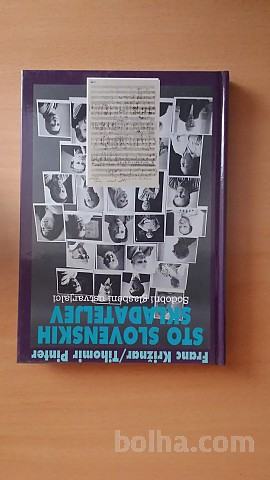 Franc Križnar/Tihomir Pinter
STO SLOVENSKIH
SKLADATELJEV
Sodobni glasbeni ustvarjalci
bolha.com